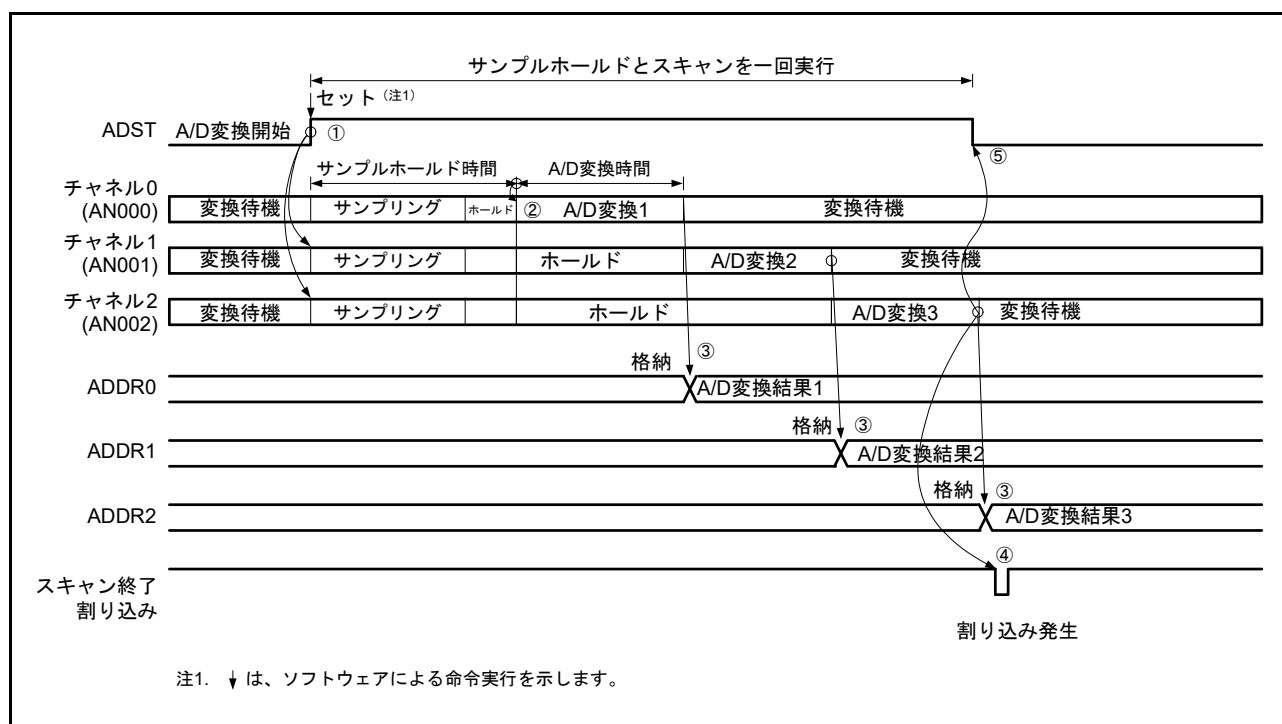 サンプルホールドとスキャンを一回実行
セット（注1）
ADST A/D変換開始 ① ⑤
サンプルホールド時間 A/D変換時間
チャネル0
(AN000) 変換待機 サンプリング ホールド ② A/D変換1 変換待機
チャネル1
(AN001) 変換待機 サンプリング ホールド A/D変換2 変換待機
チャネル2
(AN002) 変換待機 サンプリング ホールド A/D変換3 変換待機
格納 ③
ADDR0 A/D変換結果1
格納 ③
ADDR1 A/D変換結果2
格納 ③
ADDR2 A/D変換結果3
④
スキャン終了
割り込み
割り込み発生
注1. ↓ は、ソフトウェアによる命令実行を示します。